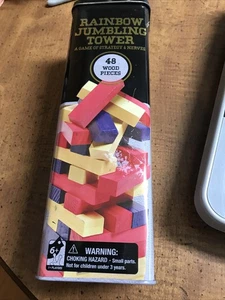 RAINBOW
JUMBLING
TOWER
A GAME OF STRATEGY & NERVES
48
WOOD
PIECES
6+
WARNING:
CHOKING HAZARD - Small parts.
Not for children under 3 years.